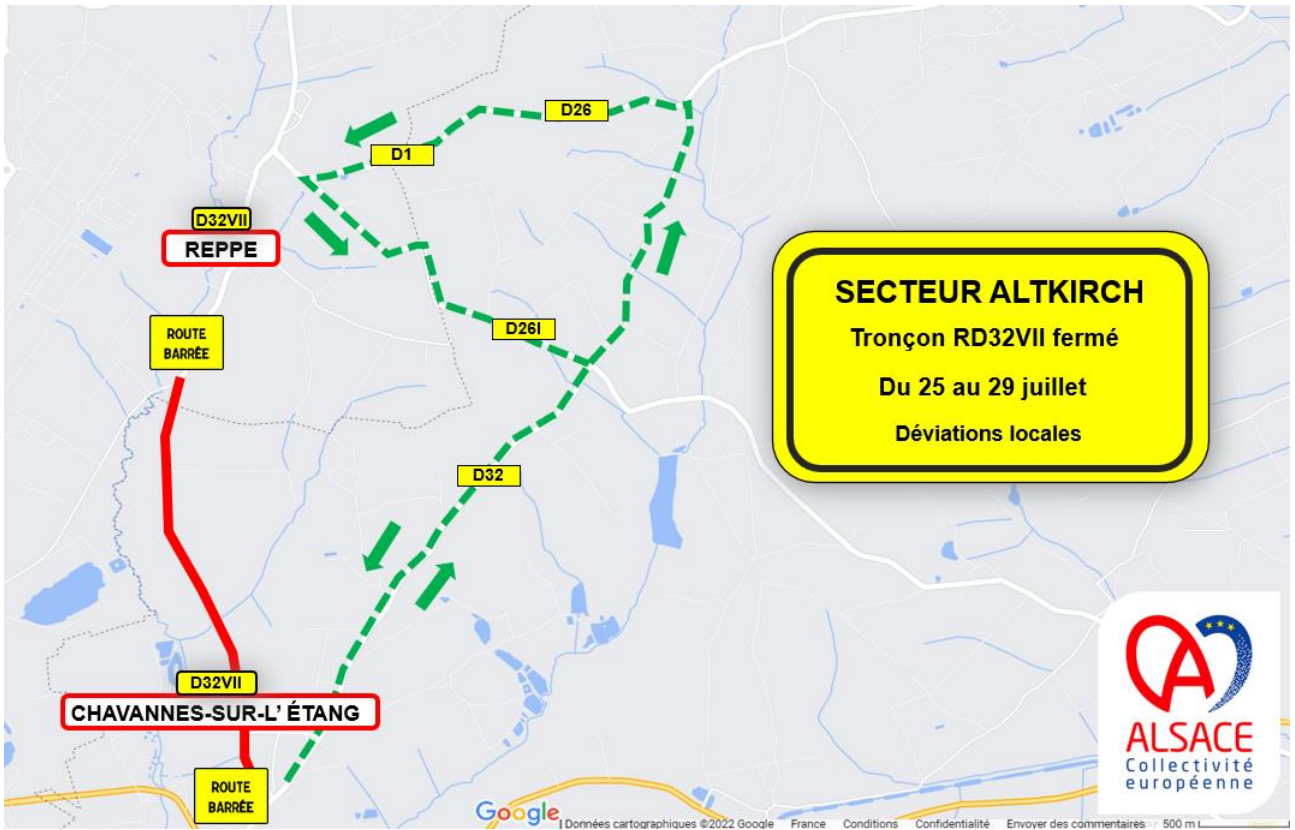 D26
D1
D32VII
REPPE
D26I
ROUTE
BARRÉE
SECTEUR ALTKIRCH
Tronçon RD32VII fermé
Du 25 au 29 juillet
Déviations locales
D32
D32VII
CHAVANNES-SUR-L' ÉTANG
ROUTE
BARRÉE
ALSACE
Collectivité
européenne
Google
Données cartographiques ©2022 Google France Conditions Confidentialité Envoyer des commentaires 500 m